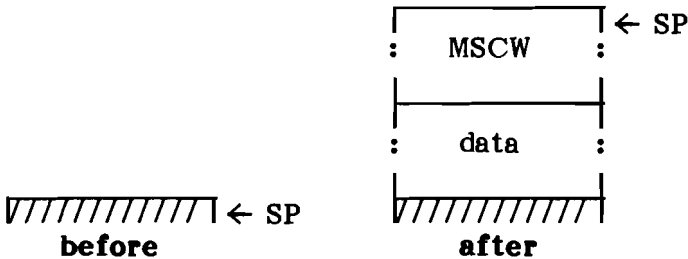 ← SP
MSCW
data
← SP
before
after